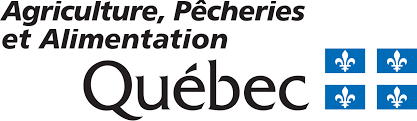 Agriculture, Pêcheries
et Alimentation
Québec